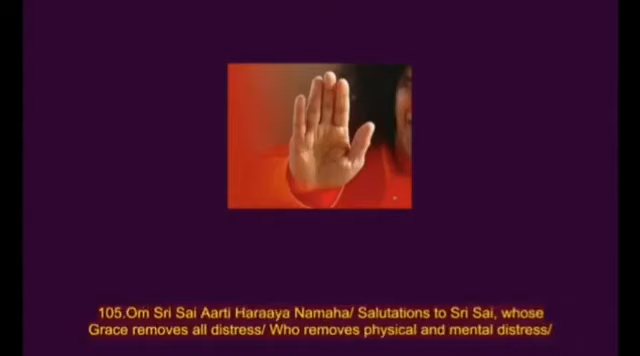 105.Om Sri Sai Aarti Haraaya Namaha/ Salutations to Sri Sai, whose
Grace removes all distress/ Who removes physical and mental distress/